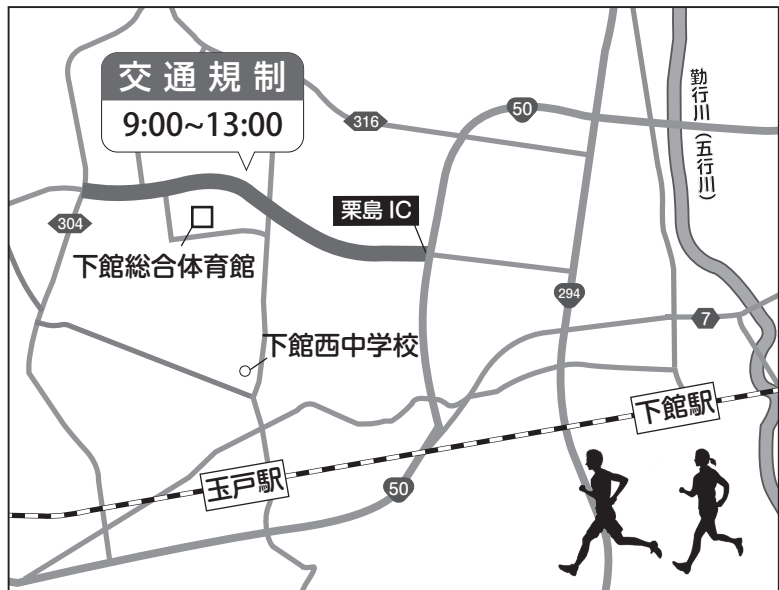 交通規制
9:00~13:00
316
50
勤行川（五行川）
304
栗島 IC
下館総合体育館
294
7
下館西中学校
下館駅
玉戸駅
50